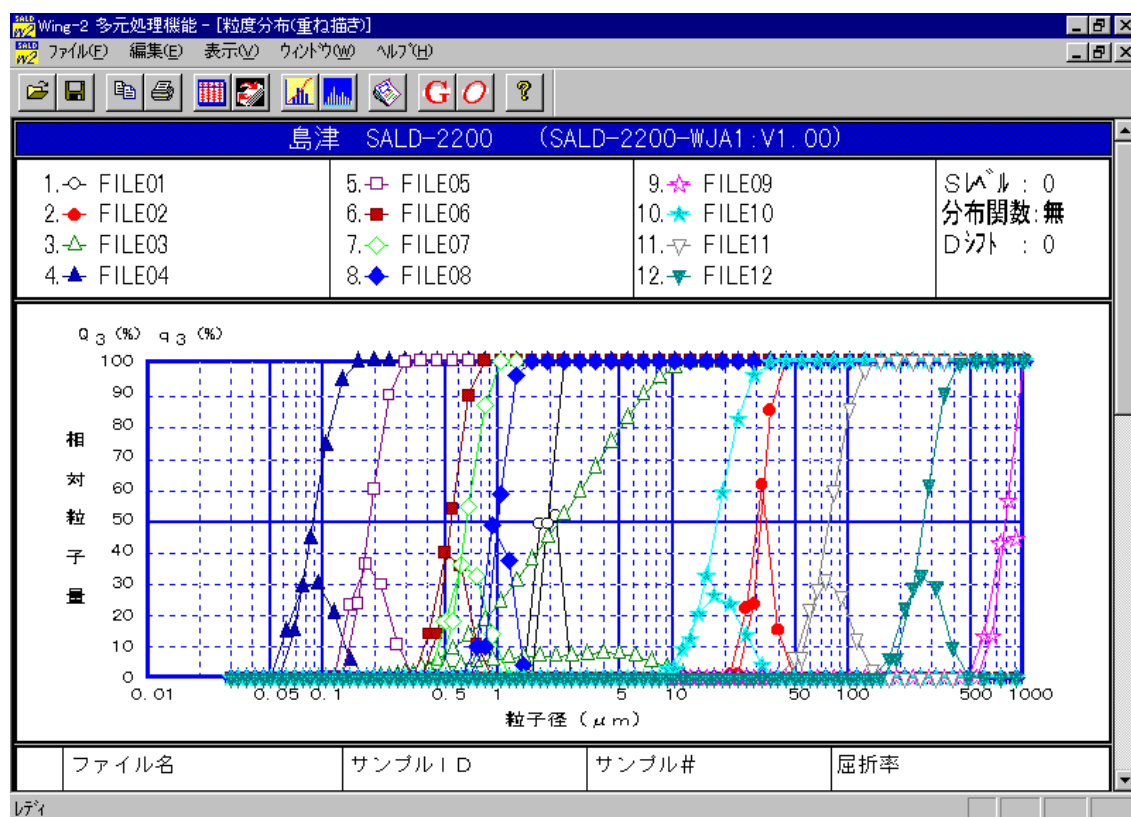 Wing-2 多元処理機能 - [粒度分布(重ね描き)]
ファイル(F) 編集(E) 表示(V) ウィンドウ(W) ヘルプ(H)
G O ?
島津 SALD-2200 (SALD-2200-WJA1:V1.00)
1. FILE01 5. FILE05 9. FILE09 Sレベル : 0
2. FILE02 6. FILE06 10. FILE10 分布関数:無
3. FILE03 7. FILE07 11. FILE11 Dシフト : 0
4. FILE04 8. FILE08 12. FILE12
Q3 (%) q3 (%)
100
90
80
70
60
50
40
30
20
10
0
相対粒子量
0.01 0.05 0.1 0.5 1 5 10 50 100 500 1000
粒子径 (μm)
ファイル名 サンプルID サンプル# 屈折率
レディ